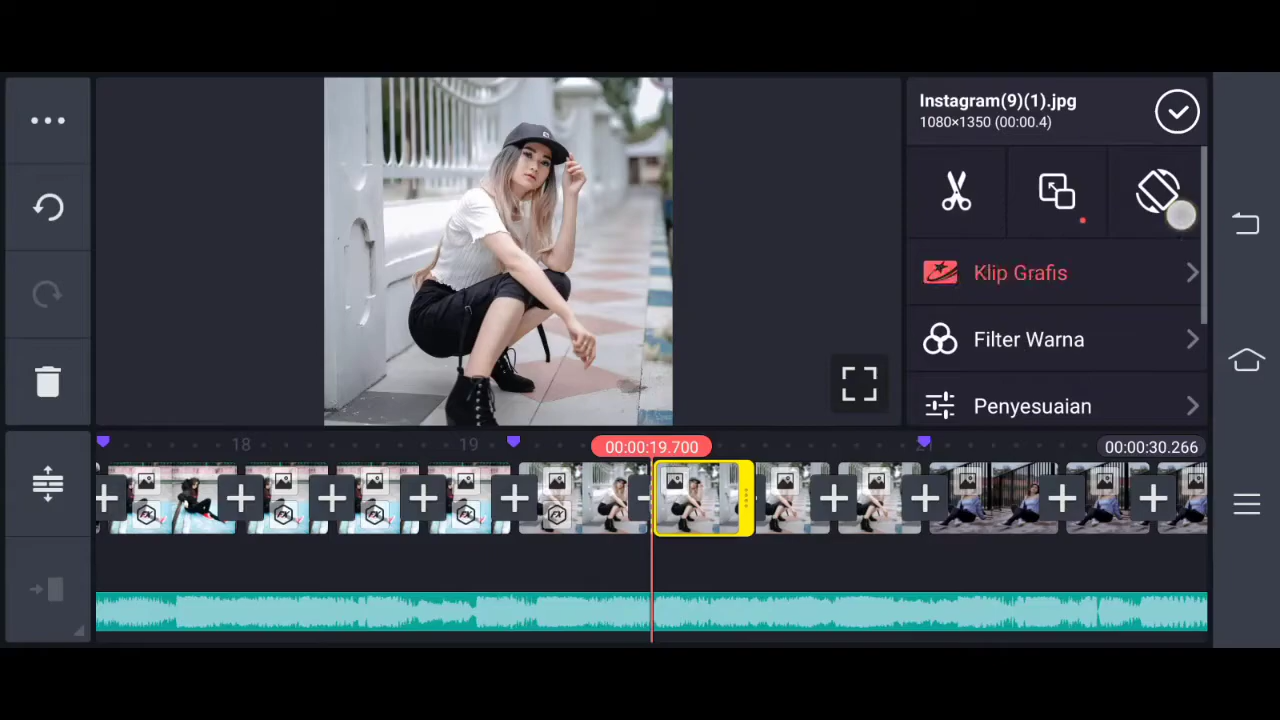 Instagram(9)(1).jpg
1080×1350 (00:00.4)
Klip Grafis
Filter Warna
Penyesuaian
18
19
00:00:19.700
00:00:30.266